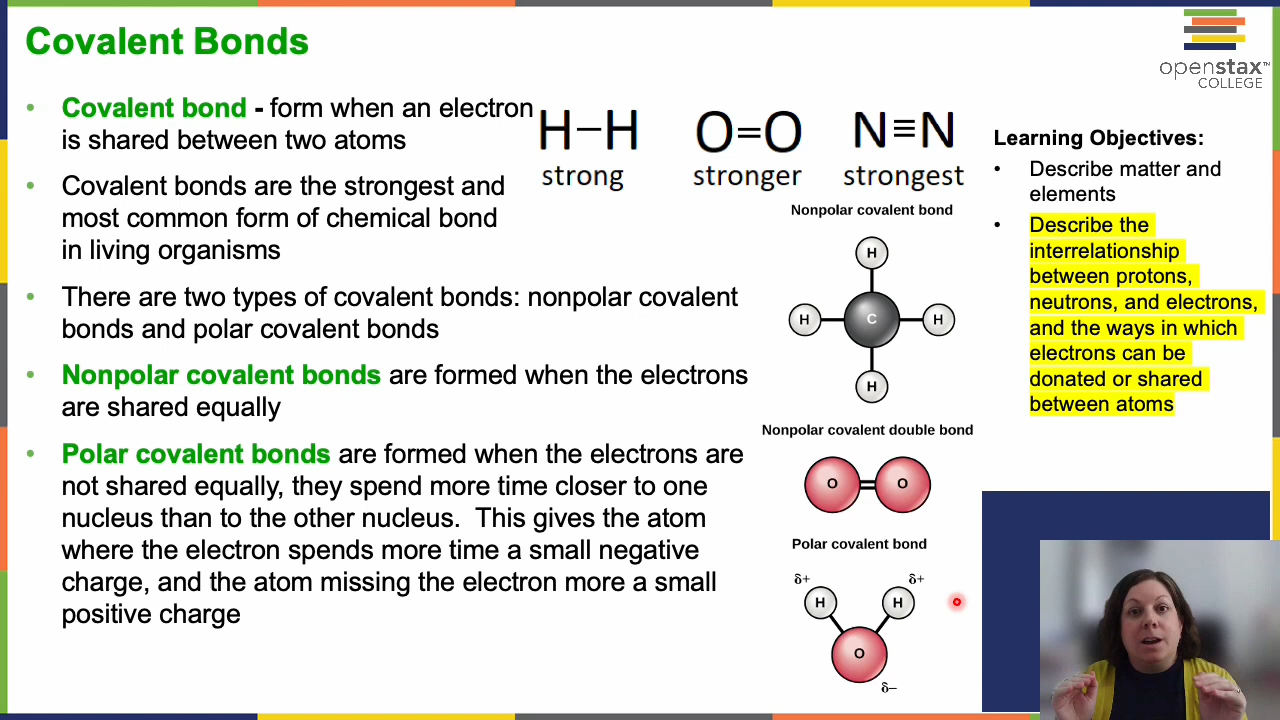 Covalent Bonds
openstax™
COLLEGE
• Covalent bond - form when an electron
is shared between two atoms
• Covalent bonds are the strongest and
most common form of chemical bond
in living organisms
• There are two types of covalent bonds: nonpolar covalent
bonds and polar covalent bonds
• Nonpolar covalent bonds are formed when the electrons
are shared equally
• Polar covalent bonds are formed when the electrons are
not shared equally, they spend more time closer to one
nucleus than to the other nucleus. This gives the atom
where the electron spends more time a small negative
charge, and the atom missing the electron more a small
positive charge
H–H O=O N≡N
strong stronger strongest
Nonpolar covalent bond
H
H C H
H
Nonpolar covalent double bond
O O
Polar covalent bond
δ+ δ+
H H
O
δ–
Learning Objectives:
• Describe matter and
elements
• Describe the
interrelationship
between protons,
neutrons, and electrons,
and the ways in which
electrons can be
donated or shared
between atoms